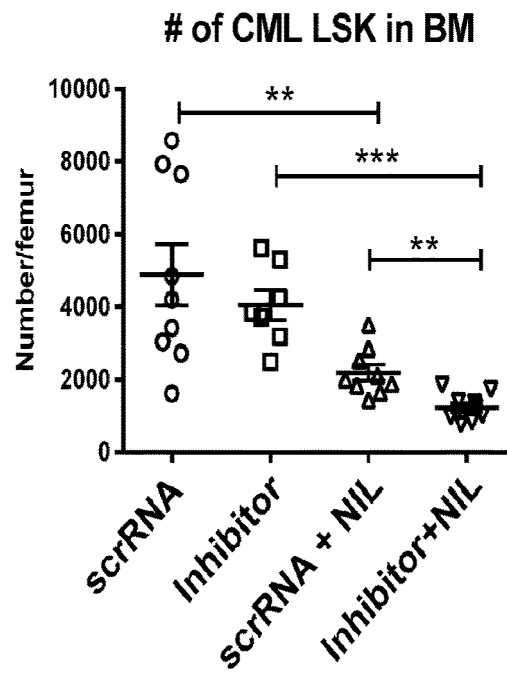 # of CML LSK in BM
Number/femur
10000
8000
6000
4000
2000
0
**
***
**
scrRNA
Inhibitor
scrRNA + NIL
Inhibitor+NIL